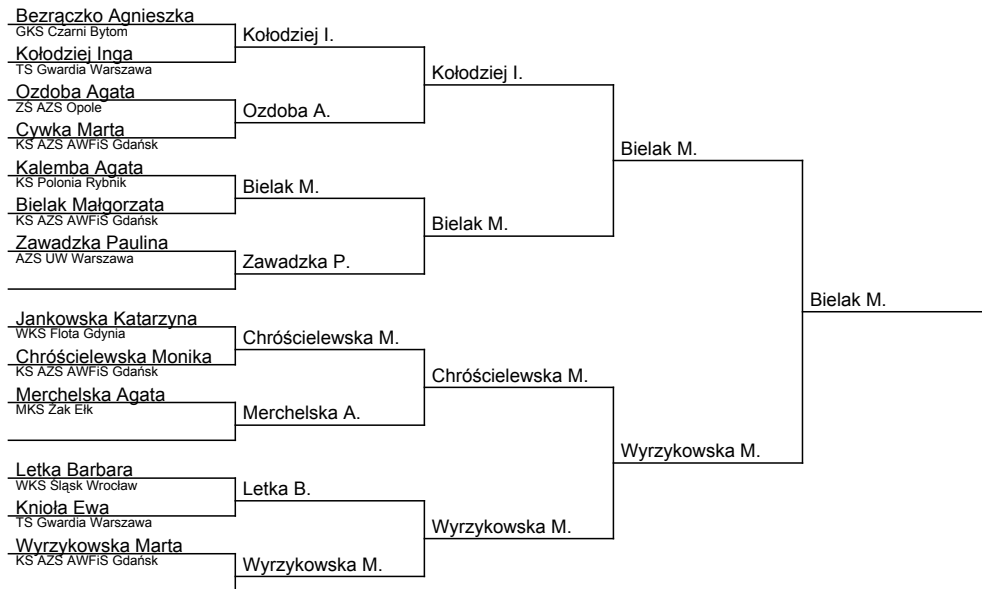 Bezrączko Agnieszka
GKS Czarni Bytom
Kołodziej Inga
TS Gwardia Warszawa
Ozdoba Agata
ZŚ AZS Opole
Cywka Marta
KS AZS AWFiS Gdańsk
Kalemba Agata
KS Polonia Rybnik
Bielak Małgorzata
KS AZS AWFiS Gdańsk
Zawadzka Paulina
AZS UW Warszawa
Jankowska Katarzyna
WKS Flota Gdynia
Chróścielewska Monika
KS AZS AWFiS Gdańsk
Merchelska Agata
MKS Żak Ełk
Letka Barbara
WKS Śląsk Wrocław
Knioła Ewa
TS Gwardia Warszawa
Wyrzykowska Marta
KS AZS AWFiS Gdańsk
Kołodziej I.
Ozdoba A.
Bielak M.
Zawadzka P.
Chróścielewska M.
Merchelska A.
Letka B.
Wyrzykowska M.
Kołodziej I.
Bielak M.
Chróścielewska M.
Wyrzykowska M.
Bielak M.
Wyrzykowska M.
Bielak M.